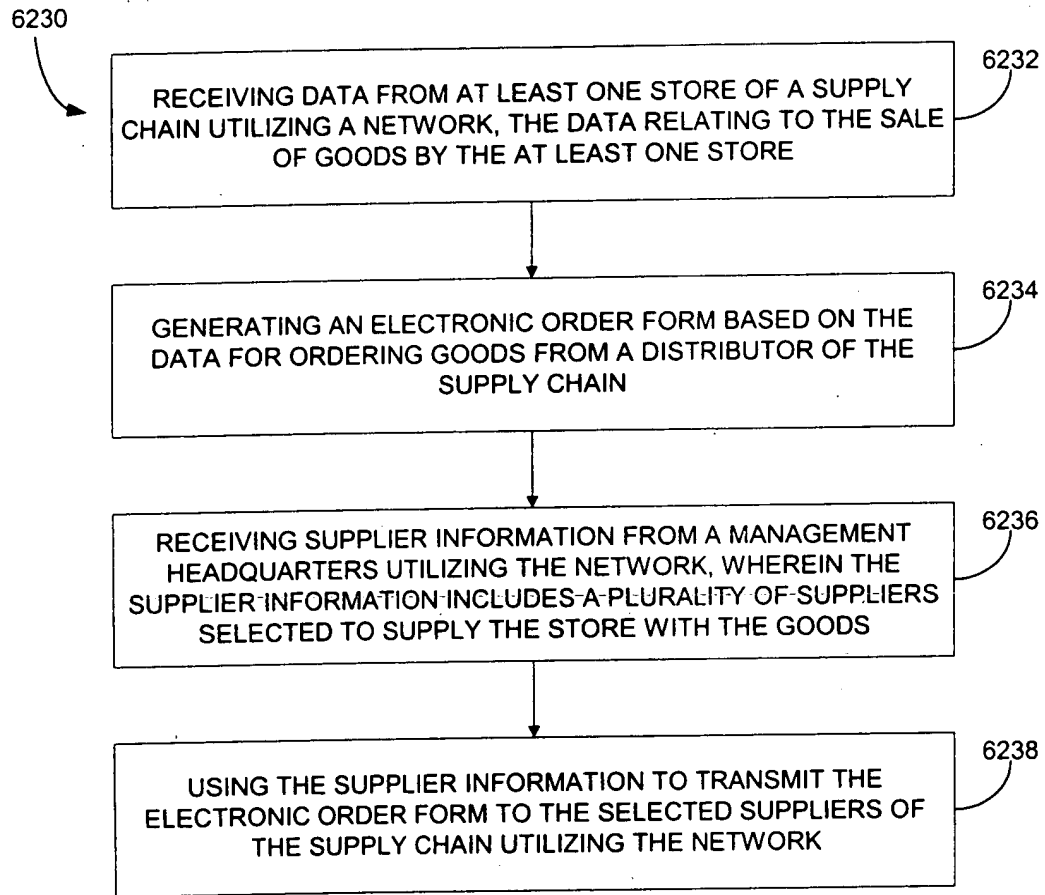 6230
6232
RECEIVING DATA FROM AT LEAST ONE STORE OF A SUPPLY
CHAIN UTILIZING A NETWORK, THE DATA RELATING TO THE SALE
OF GOODS BY THE AT LEAST ONE STORE
6234
GENERATING AN ELECTRONIC ORDER FORM BASED ON THE
DATA FOR ORDERING GOODS FROM A DISTRIBUTOR OF THE
SUPPLY CHAIN
6236
RECEIVING SUPPLIER INFORMATION FROM A MANAGEMENT
HEADQUARTERS UTILIZING THE NETWORK, WHEREIN THE
SUPPLIER INFORMATION INCLUDES A PLURALITY OF SUPPLIERS
SELECTED TO SUPPLY THE STORE WITH THE GOODS
6238
USING THE SUPPLIER INFORMATION TO TRANSMIT THE
ELECTRONIC ORDER FORM TO THE SELECTED SUPPLIERS OF
THE SUPPLY CHAIN UTILIZING THE NETWORK